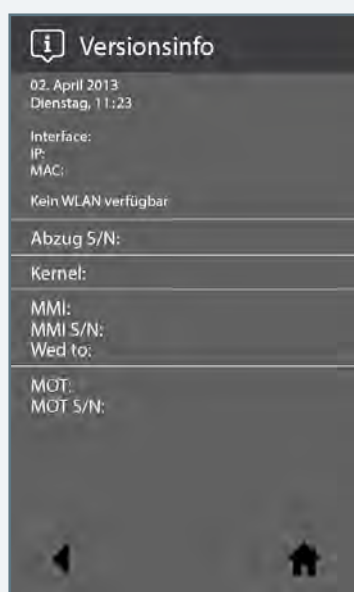 Versionsinfo
02. April 2013
Dienstag, 11:23
Interface:
IP:
MAC:
Kein WLAN verfügbar
Abzug S/N:
Kernel:
MMI:
MMI S/N:
Wed to:
MOT:
MOT S/N: